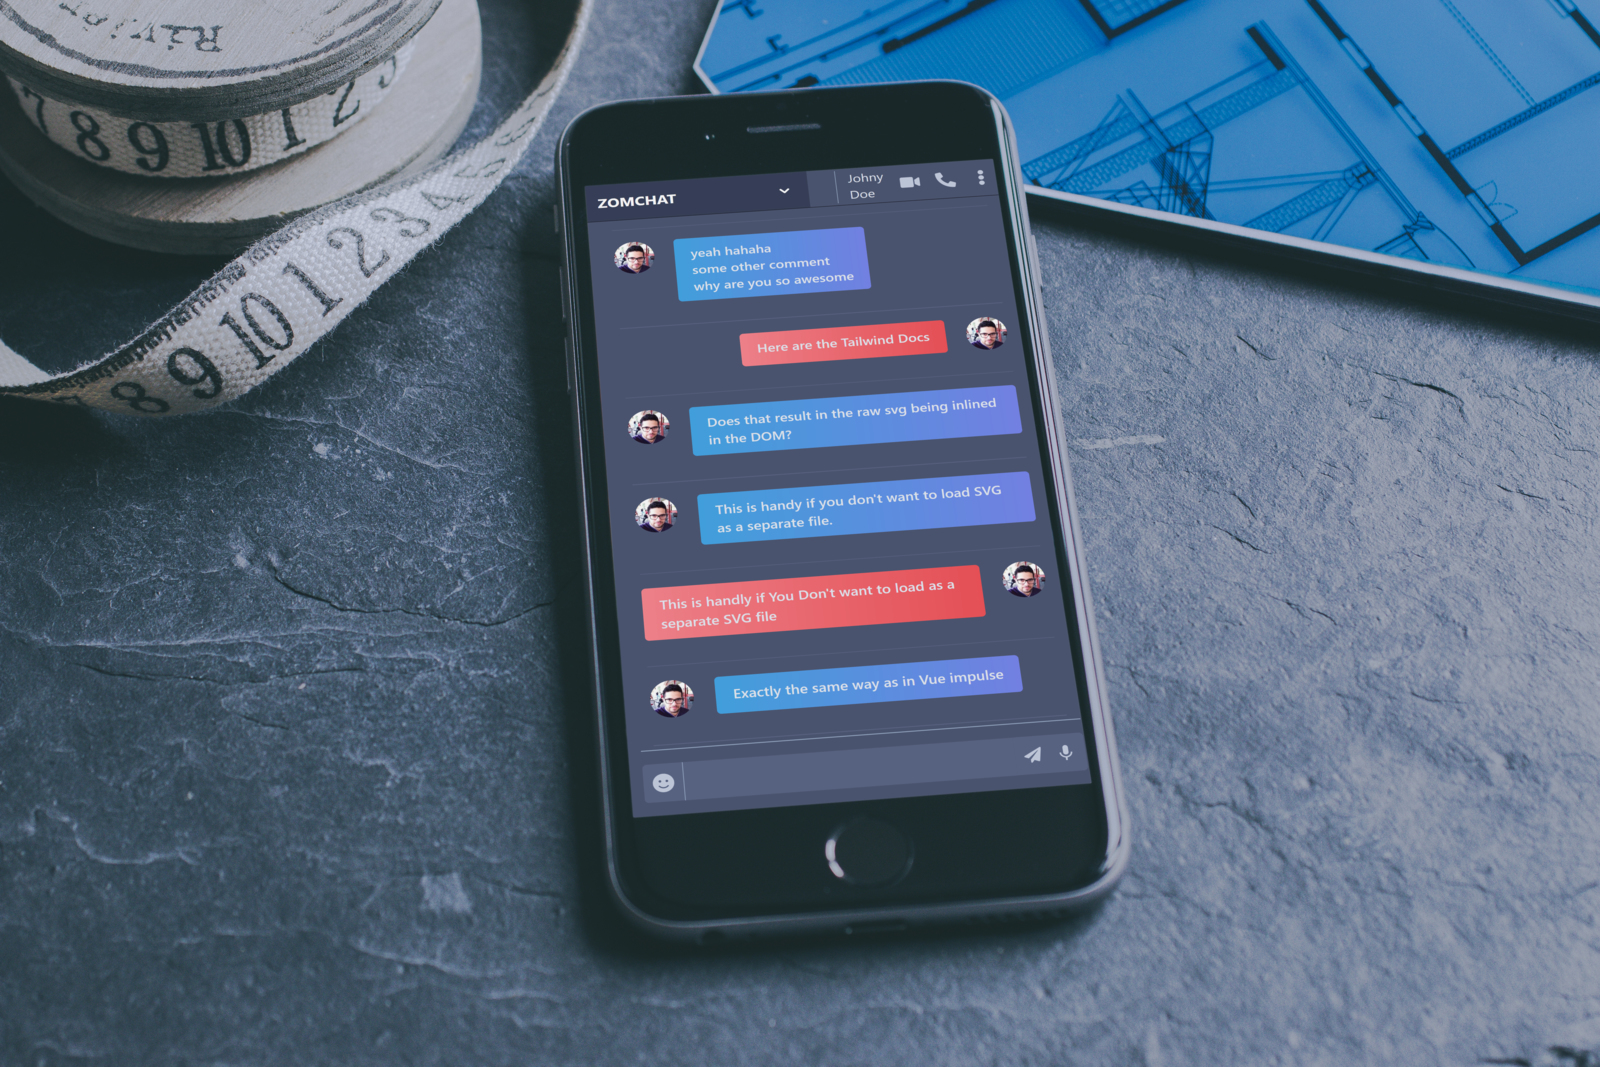 Rivièr
7 8 9 10 1 2 3
8 9 10 1 2 3 4
ZOMCHAT
Johny
Doe
yeah hahaha
some other comment
why are you so awesome
Here are the Tailwind Docs
Does that result in the raw svg being inlined
in the DOM?
This is handy if you don't want to load SVG
as a separate file.
This is handly if You Don't want to load as a
separate SVG file
Exactly the same way as in Vue impulse